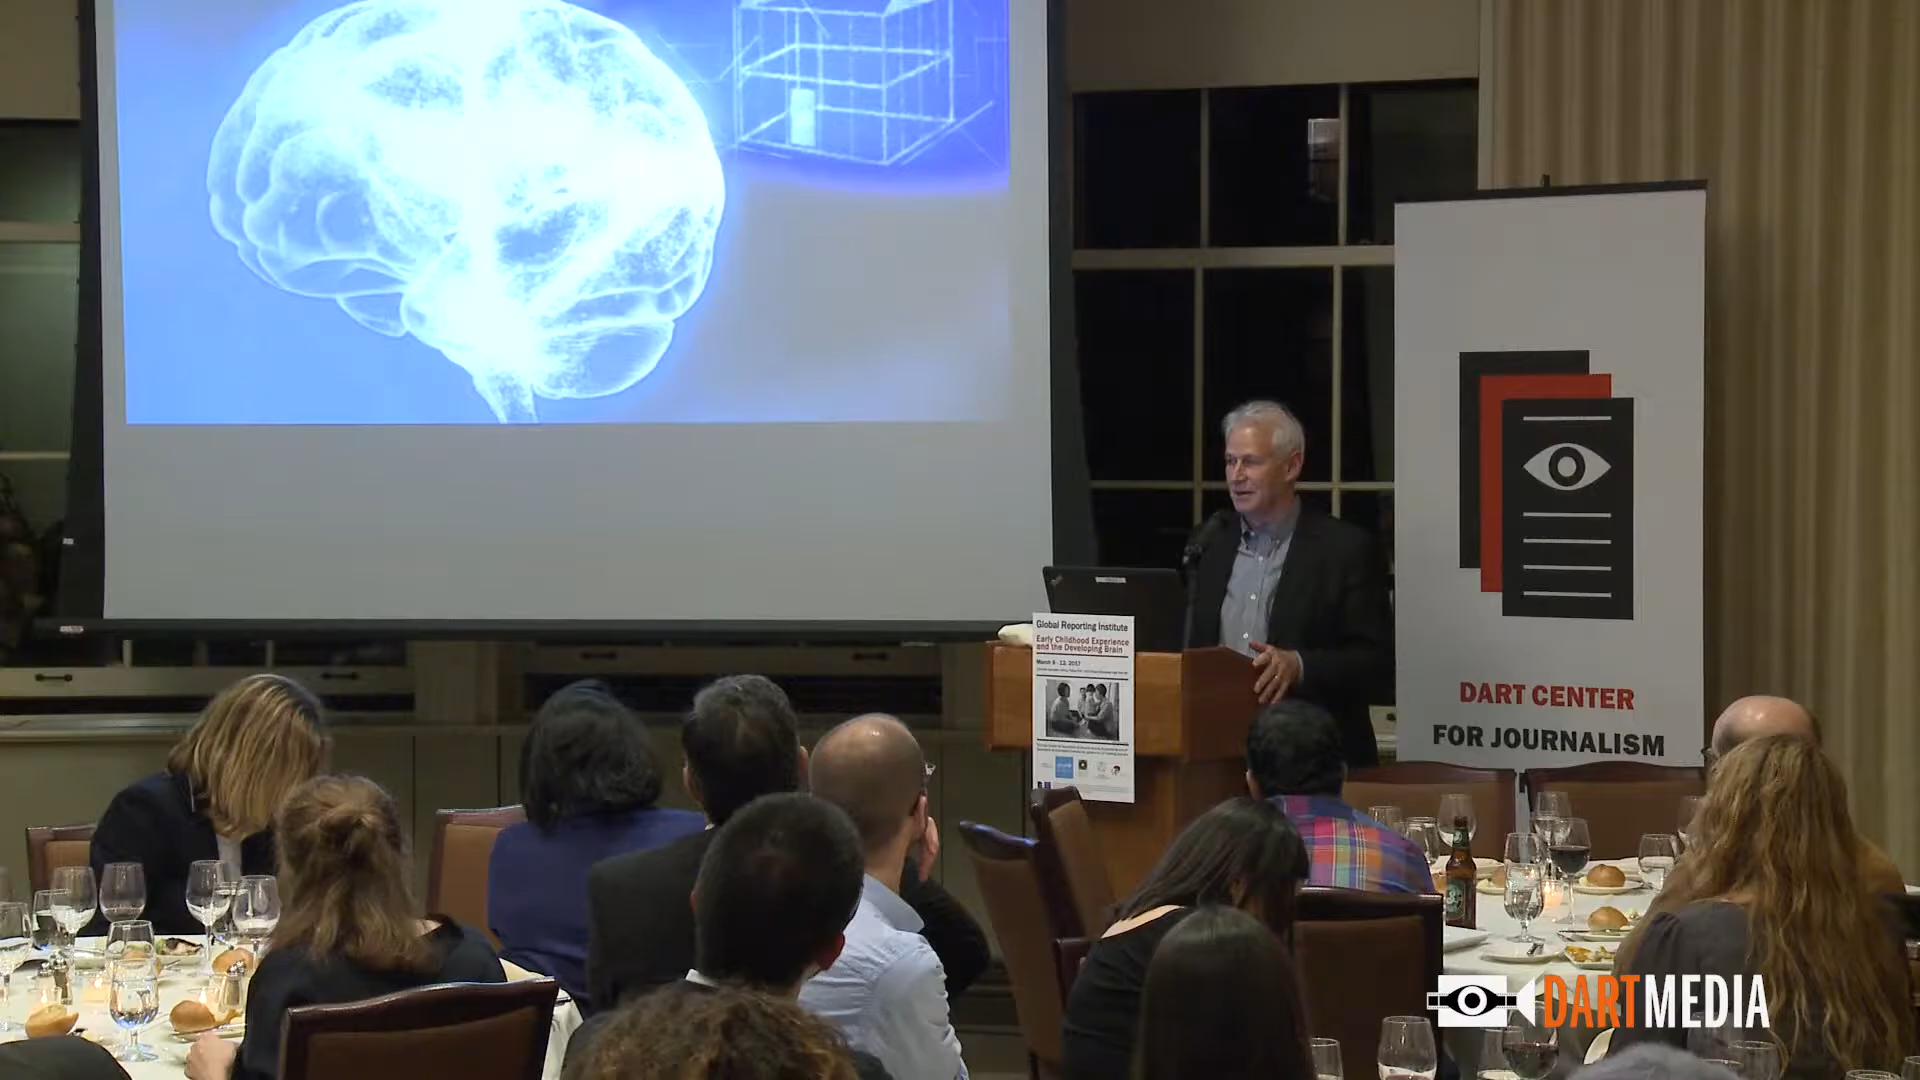 Global Reporting Institute
Early Childhood Experience
and the Developing Brain
March 9 - 12, 2017
DART CENTER
FOR JOURNALISM
DARTMEDIA